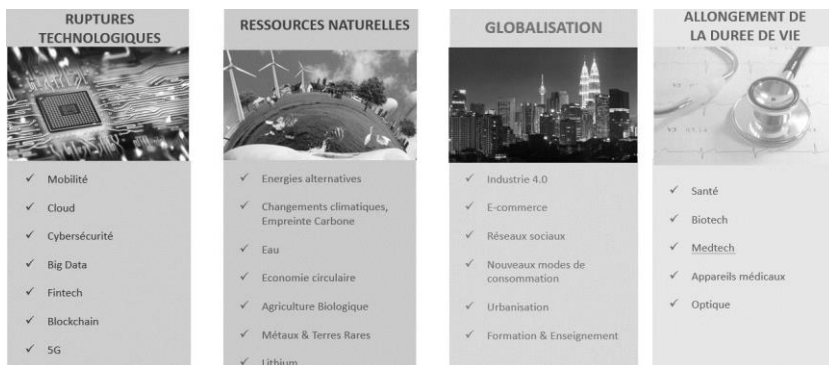 RUPTURES
TECHNOLOGIQUES
Mobilité
Cloud
Cybersécurité
Big Data
Fintech
Blockchain
5G
RESSOURCES NATURELLES
Energies alternatives
Changements climatiques,
Empreinte Carbone
Eau
Economie circulaire
Agriculture Biologique
Métaux & Terres Rares
Lithium
GLOBALISATION
Industrie 4.0
E-commerce
Réseaux sociaux
Nouveaux modes de
consommation
Urbanisation
Formation & Enseignement
ALLONGEMENT DE
LA DUREE DE VIE
Santé
Biotech
Medtech
Appareils médicaux
Optique